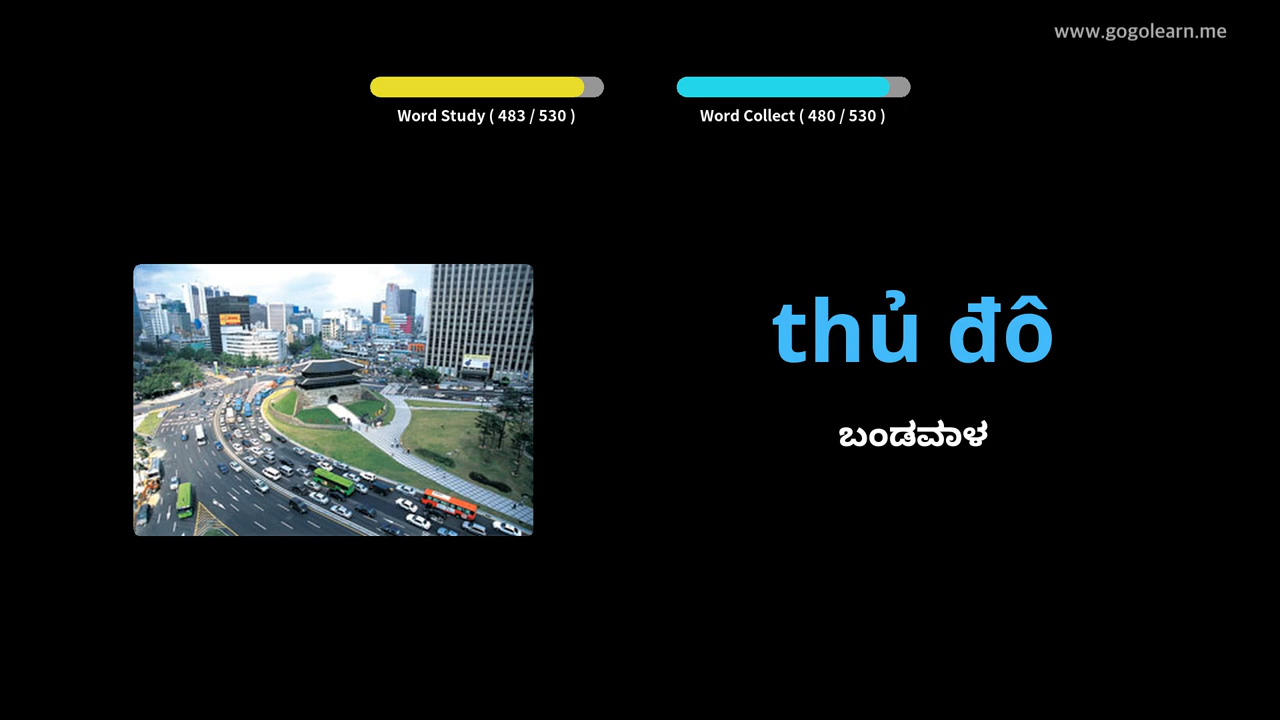 www.gogolearn.me
Word Study ( 483 / 530 )
Word Collect ( 480 / 530 )
thủ đô
ಬಂಡವಾಳ